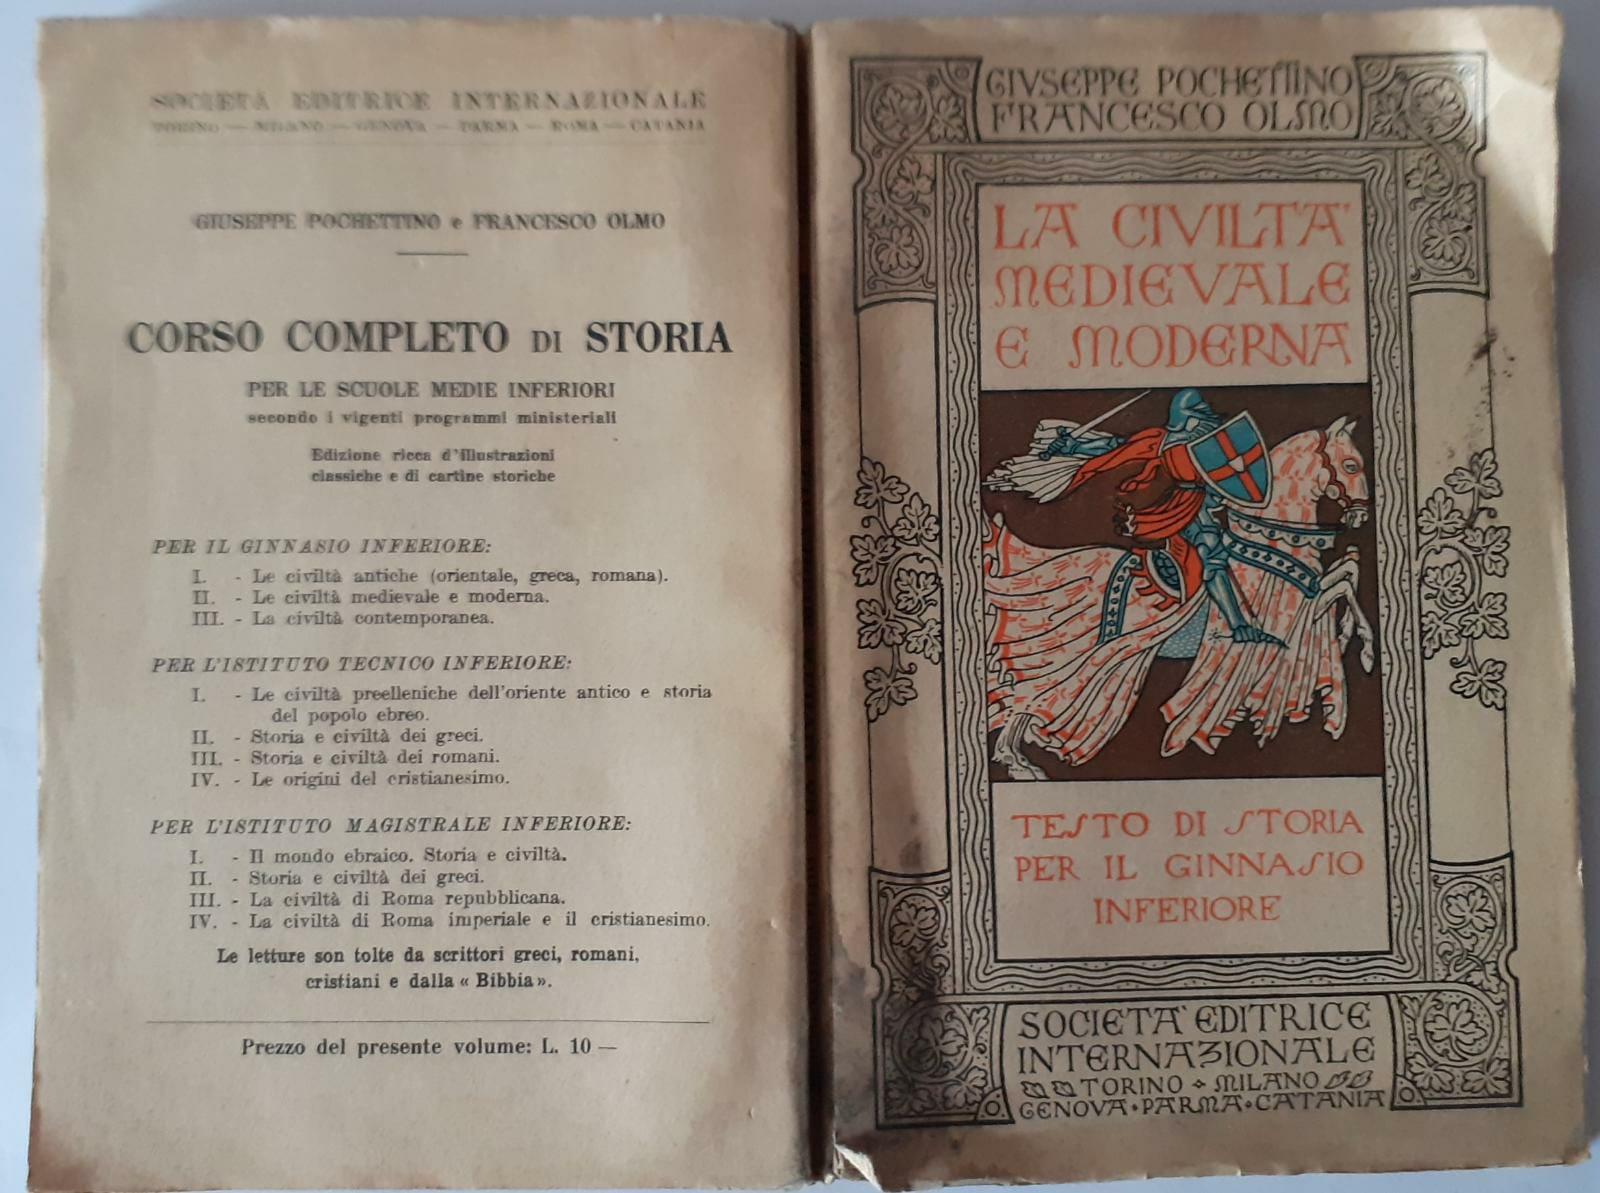 SOCIETÀ EDITRICE INTERNAZIONALE
TORINO — MILANO — GENOVA — PARMA — ROMA — CATANIA
GIUSEPPE POCHETTINO e FRANCESCO OLMO
CORSO COMPLETO DI STORIA
PER LE SCUOLE MEDIE INFERIORI
secondo i vigenti programmi ministeriali
Edizione ricca d'illustrazioni
classiche e di cartine storiche
PER IL GINNASIO INFERIORE:
I. - Le civiltà antiche (orientale, greca, romana).
II. - Le civiltà medievale e moderna.
III. - La civiltà contemporanea.
PER L'ISTITUTO TECNICO INFERIORE:
I. - Le civiltà preelleniche dell'oriente antico e storia
del popolo ebreo.
II. - Storia e civiltà dei greci.
III. - Storia e civiltà dei romani.
IV. - Le origini del cristianesimo.
PER L'ISTITUTO MAGISTRALE INFERIORE:
I. - Il mondo ebraico. Storia e civiltà.
II. - Storia e civiltà dei greci.
III. - La civiltà di Roma repubblicana.
IV. - La civiltà di Roma imperiale e il cristianesimo.
Le letture son tolte da scrittori greci, romani,
cristiani e dalla « Bibbia ».
Prezzo del presente volume: L. 10 —
GIVSEPPE POCHETTINO
FRANCESCO OLMO
LA CIVILTA'
MEDIEVALE
E MODERNA
TESTO DI STORIA
PER IL GINNASIO
INFERIORE
SOCIETA' EDITRICE
INTERNAZIONALE
TORINO MILANO
GENOVA · PARMA · CATANIA